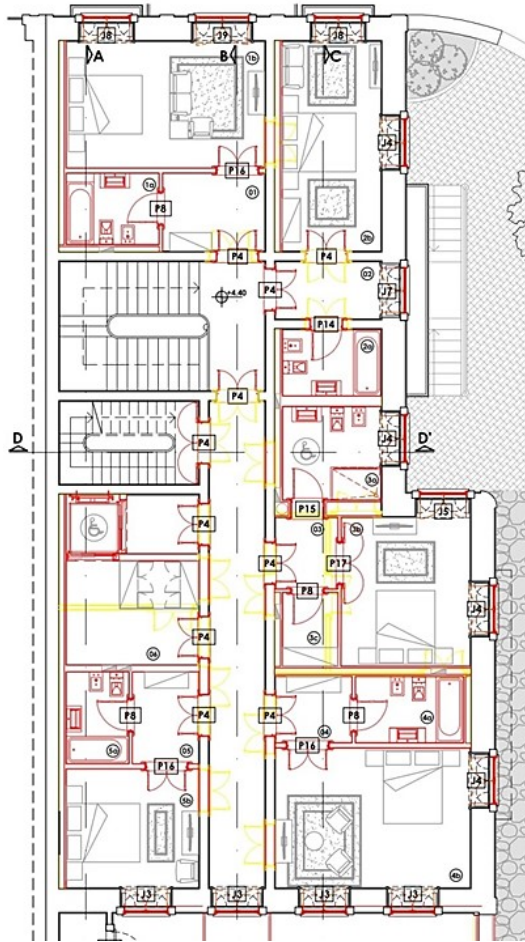 J8 J9 J8
A B 1b C
J4
P16
1a 01
P8
2b
P4 P4 02
+4.40 P4 J7
P14
2a
P4
D P4 J4 D'
3a
P15 J5
P4 03 3b
P4 P17
P8 J4
P4 3c
06
P8 P4 P4 P8 4a
5a 05 04
P16 P16
J4
5b
4b
J3 J3 J3 J3